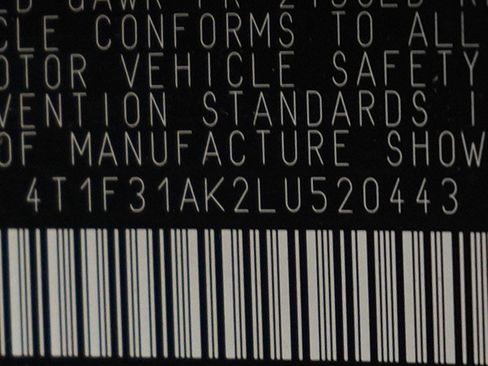 CLE CONFORMS TO ALL
OTOR VEHICLE SAFETY
VENTION STANDARDS I
OF MANUFACTURE SHOW
4T1F31AK2LU520443